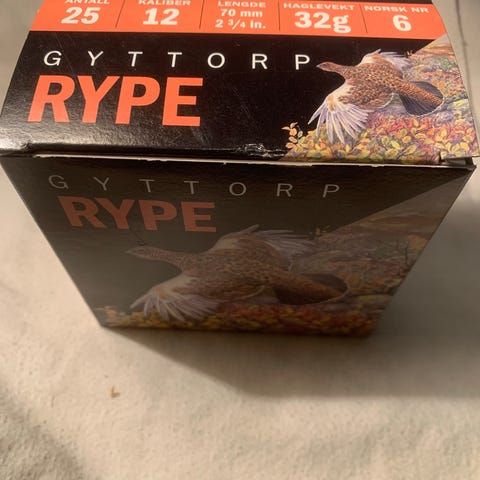 ANTALL KALIBER LENGDE HAGLEVEKT NORSK NR
25 12 70 mm 32g 6
2 3/4 in.
GYTTORP
RYPE
GYTTORP
RYPE